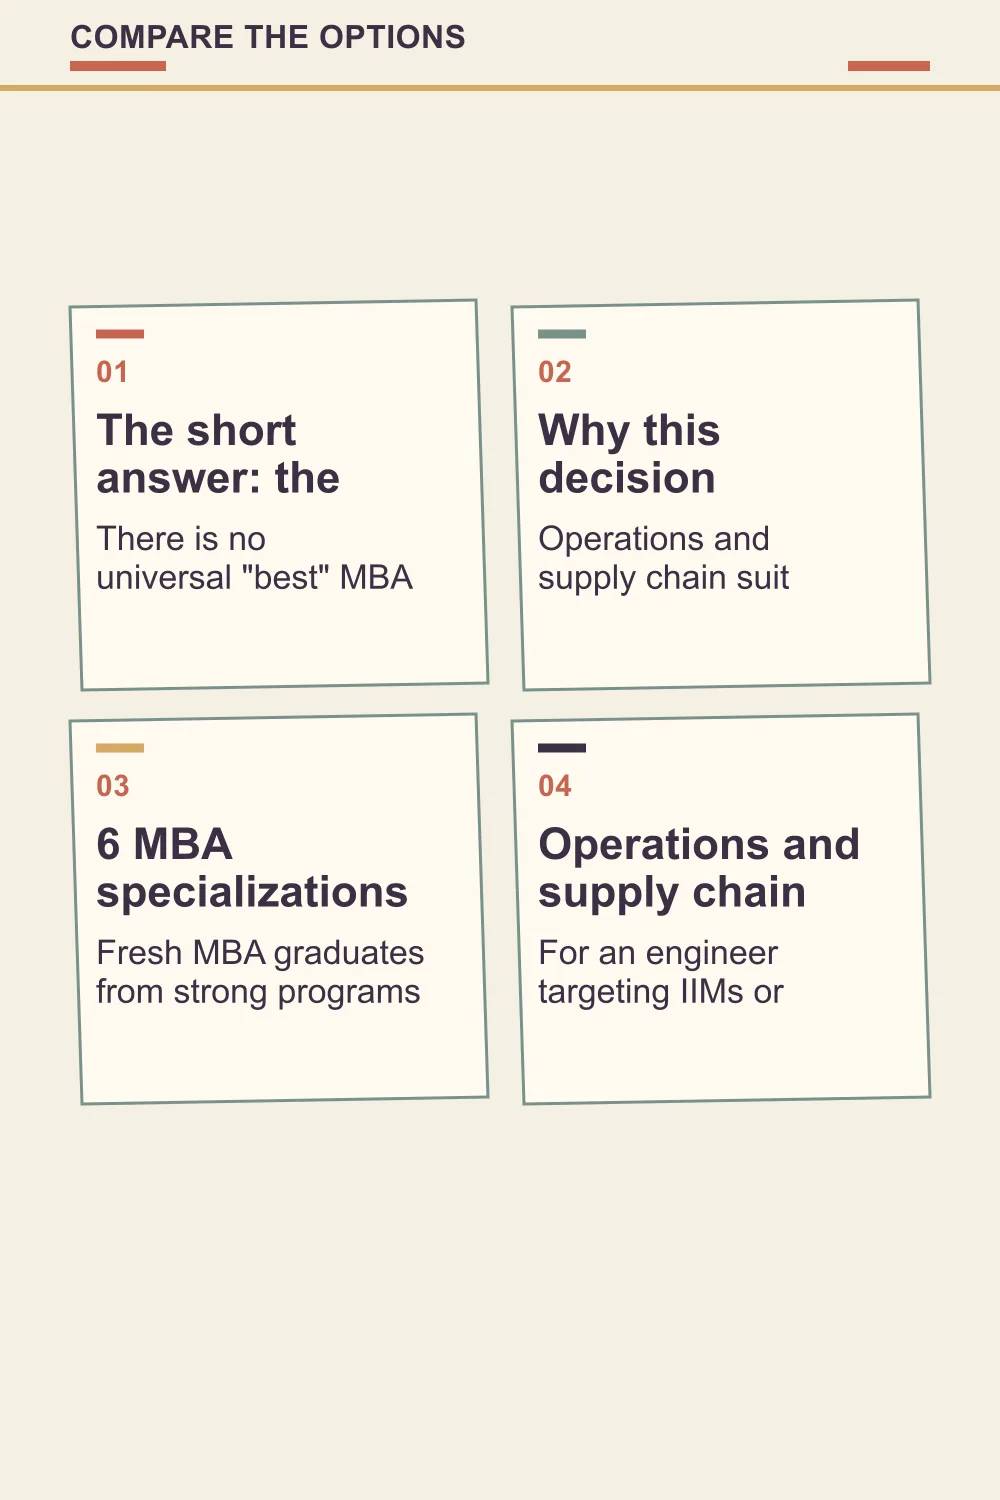 COMPARE THE OPTIONS
01
The short
answer: the
There is no
universal "best" MBA
02
Why this
decision
Operations and
supply chain suit
03
6 MBA
specializations
Fresh MBA graduates
from strong programs
04
Operations and
supply chain
For an engineer
targeting IIMs or